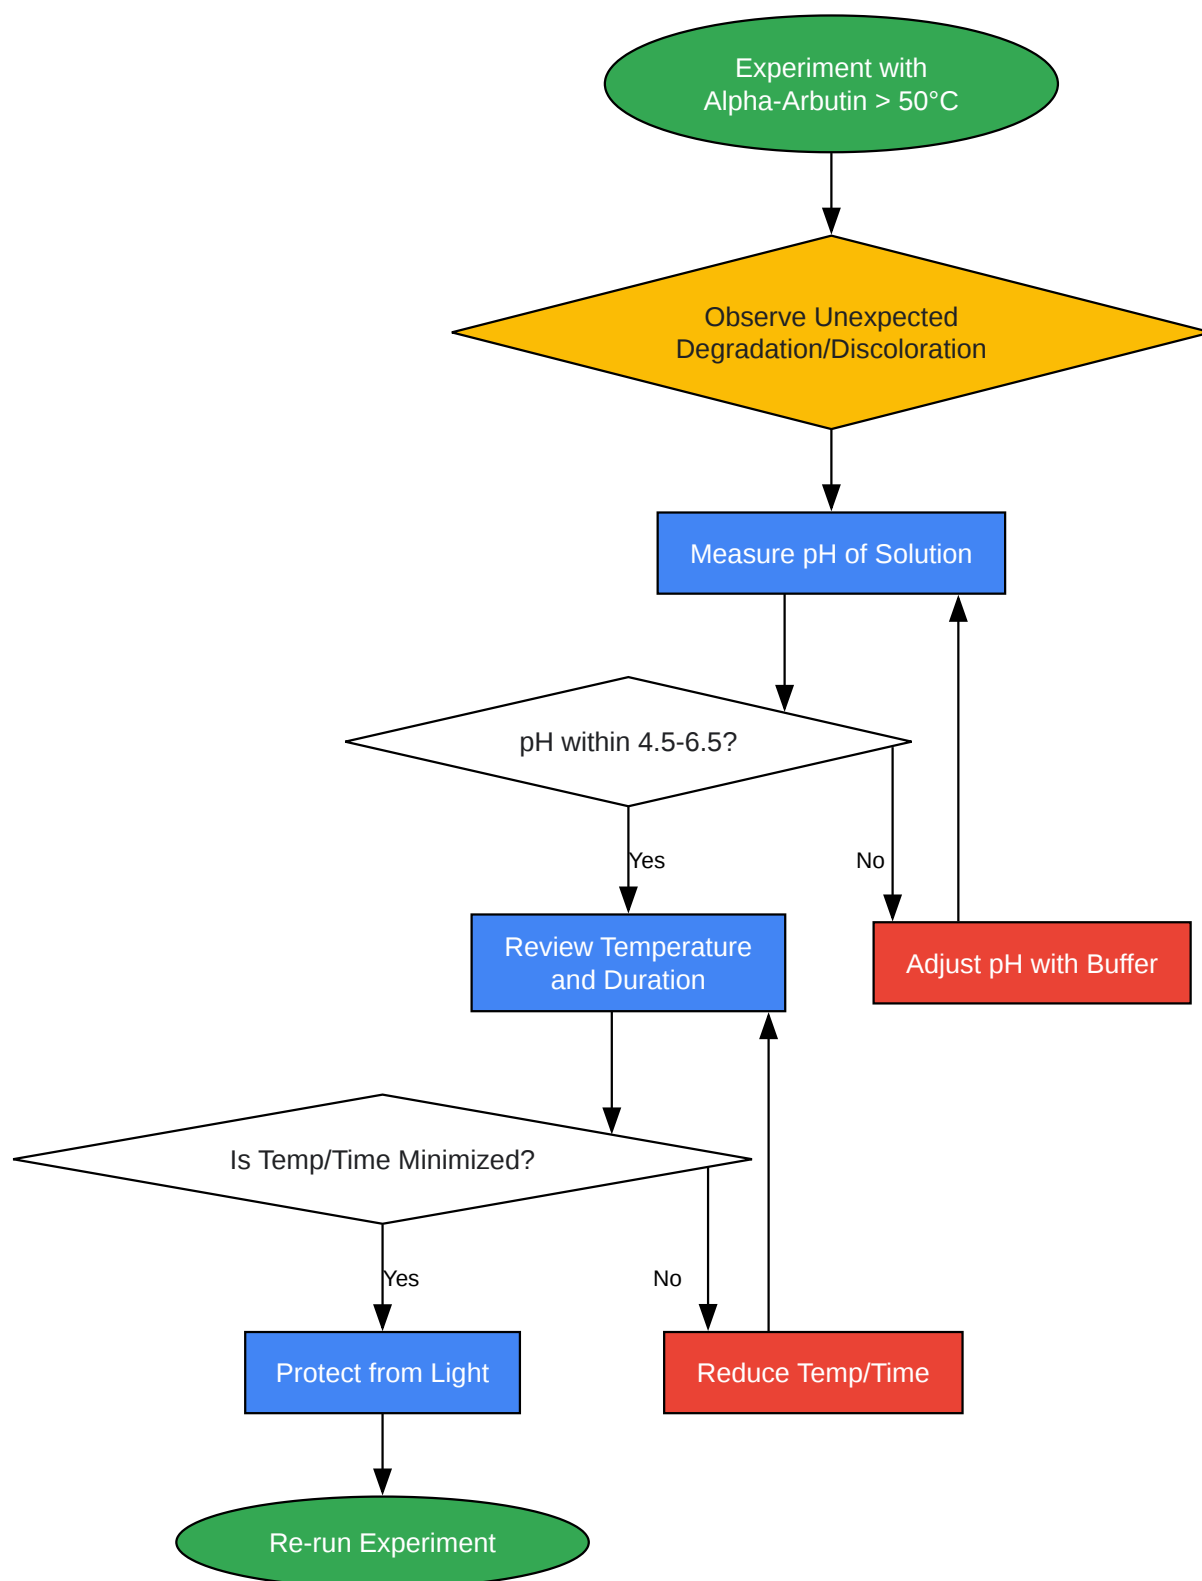 Experiment with
Alpha-Arbutin > 50°C
Observe Unexpected
Degradation/Discoloration
Measure pH of Solution
pH within 4.5-6.5?
Yes
No
Review Temperature
and Duration
Adjust pH with Buffer
Is Temp/Time Minimized?
Yes
No
Protect from Light
Reduce Temp/Time
Re-run Experiment